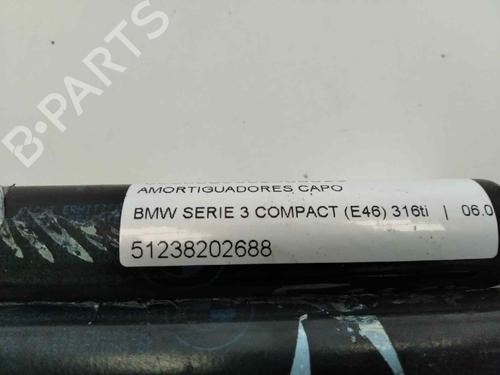 B-PARTS
AMORTIGUADORES CAPO
BMW SERIE 3 COMPACT (E46) 316ti | 06.0
51238202688